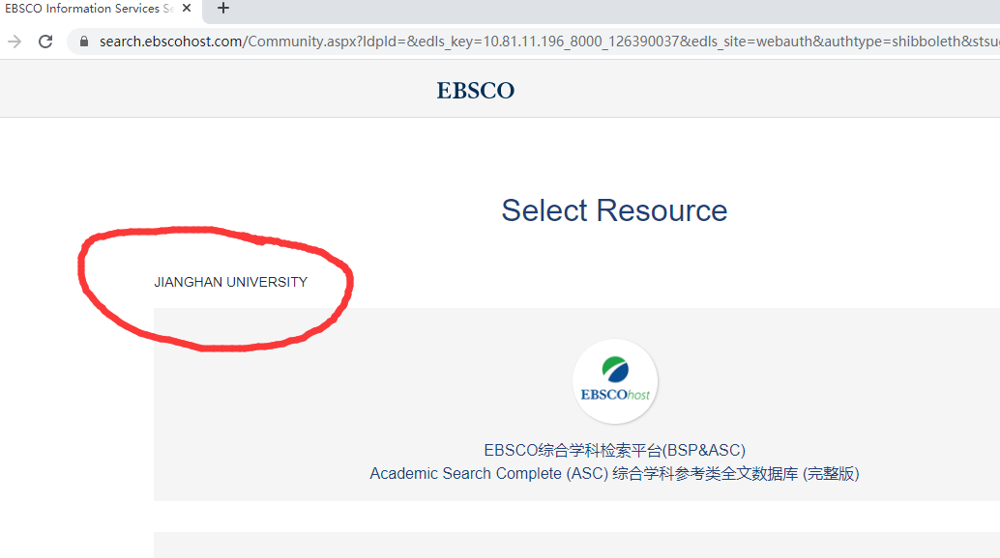 EBSCO Information Services Se
search.ebscohost.com/Community.aspx?IdpId=&edls_key=10.81.11.196_8000_126390037&edls_site=webauth&authtype=shibboleth&stsu
EBSCO
Select Resource
JIANGHAN UNIVERSITY
EBSCOhost
EBSCO综合学科检索平台(BSP&ASC)
Academic Search Complete (ASC) 综合学科参考类全文数据库 (完整版)